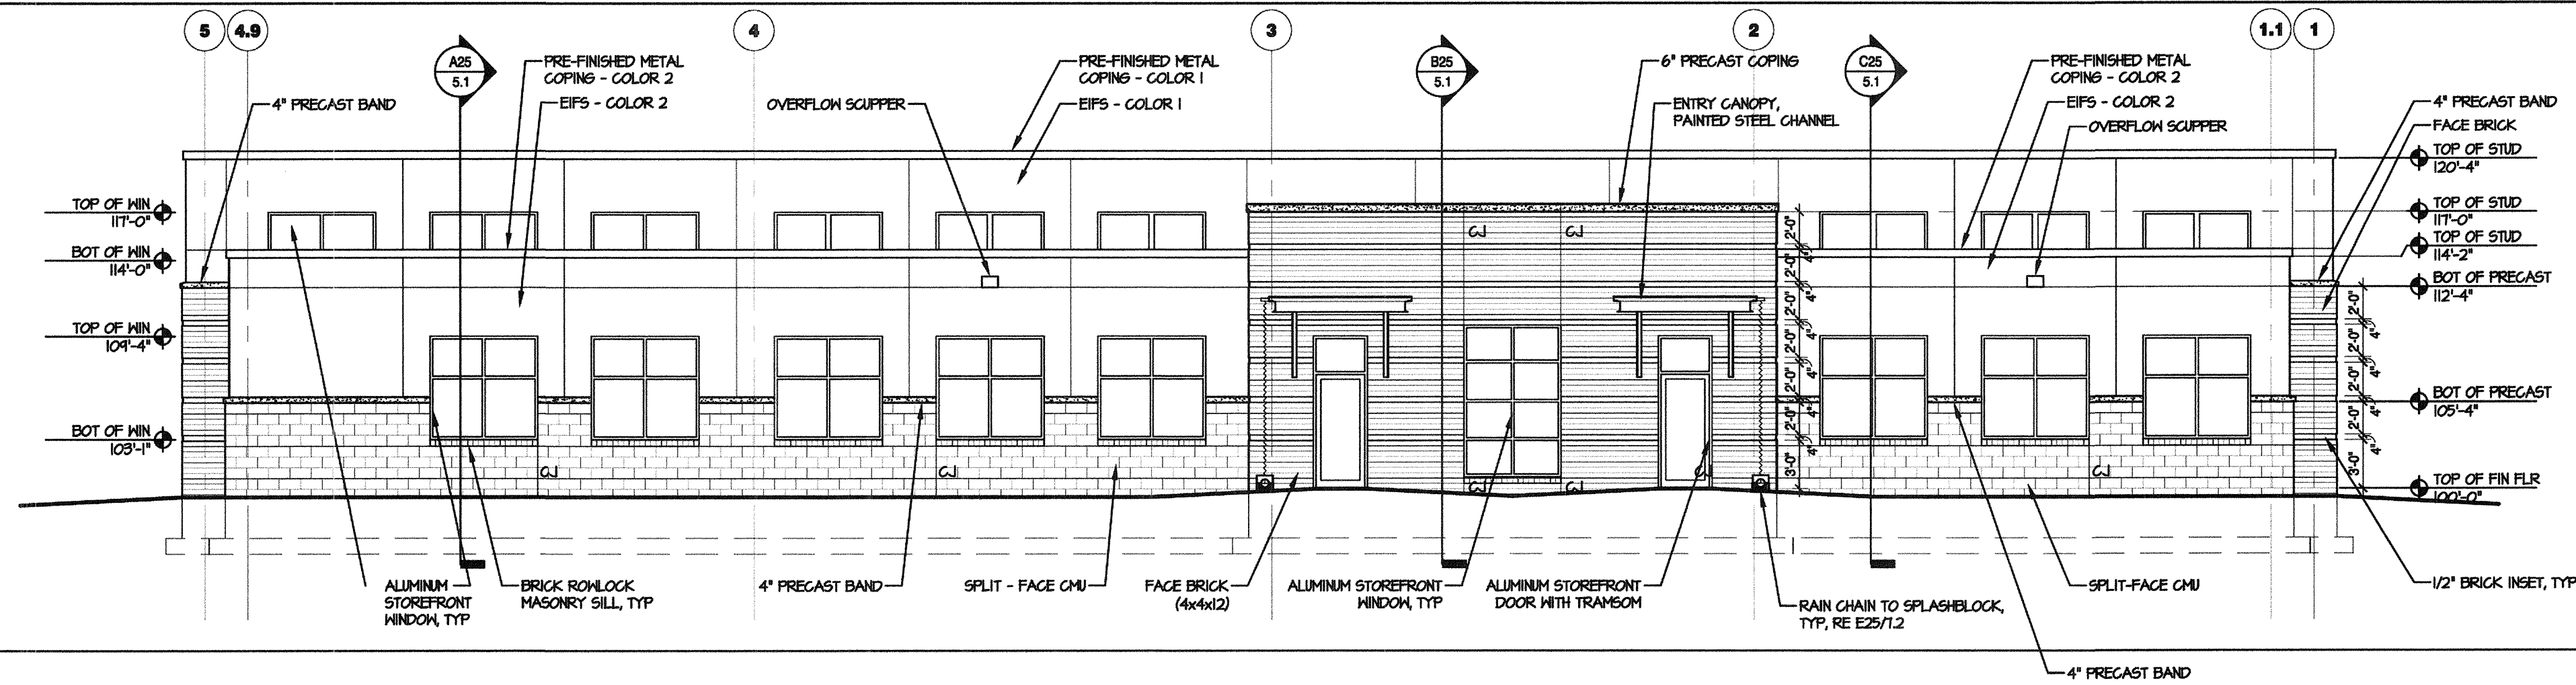 5
4.9
4
3
2
1.1
1
A25
5.1
B25
5.1
C25
5.1
4" PRECAST BAND
PRE-FINISHED METAL
COPING - COLOR 2
EIFS - COLOR 2
OVERFLOW SCUPPER
PRE-FINISHED METAL
COPING - COLOR 1
EIFS - COLOR 1
6" PRECAST COPING
ENTRY CANOPY,
PAINTED STEEL CHANNEL
PRE-FINISHED METAL
COPING - COLOR 2
EIFS - COLOR 2
OVERFLOW SCUPPER
4" PRECAST BAND
FACE BRICK
TOP OF WIN
117'-0"
BOT OF WIN
114'-0"
TOP OF WIN
109'-4"
BOT OF WIN
103'-1"
TOP OF STUD
120'-4"
TOP OF STUD
117'-0"
TOP OF STUD
114'-2"
BOT OF PRECAST
112'-4"
BOT OF PRECAST
105'-4"
TOP OF FIN FLR
100'-0"
2'-0"
2'-0"
4"
2'-0"
4"
2'-0"
4"
2'-0"
4"
2'-0"
4"
3'-0"
2'-0"
4"
2'-0"
4"
2'-0"
4"
2'-0"
4"
3'-0"
ALUMINUM
STOREFRONT
WINDOW, TYP
BRICK ROWLOCK
MASONRY SILL, TYP
4" PRECAST BAND
SPLIT - FACE CMU
FACE BRICK
(4x4x12)
ALUMINUM STOREFRONT
WINDOW, TYP
ALUMINUM STOREFRONT
DOOR WITH TRAMSOM
RAIN CHAIN TO SPLASHBLOCK,
TYP, RE E25/7.2
SPLIT-FACE CMU
1/2" BRICK INSET, TYP
4" PRECAST BAND